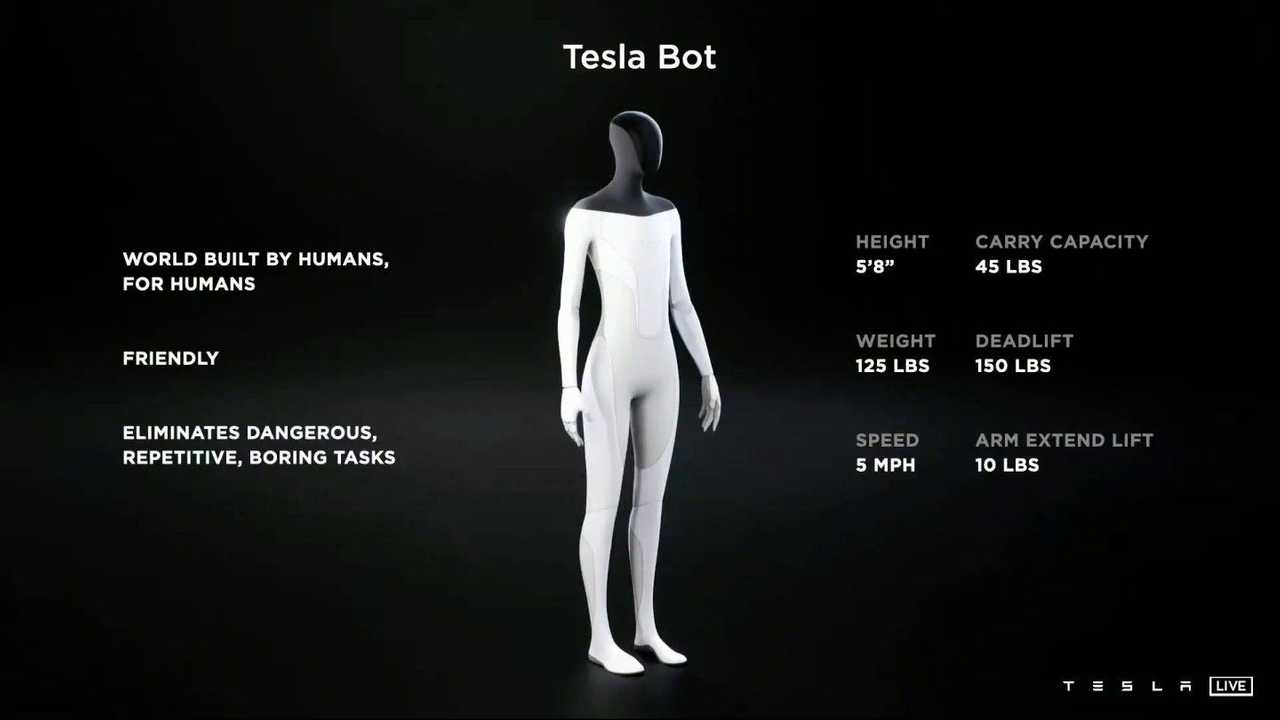 Tesla Bot
WORLD BUILT BY HUMANS,
FOR HUMANS
FRIENDLY
ELIMINATES DANGEROUS,
REPETITIVE, BORING TASKS
HEIGHT
5'8”
CARRY CAPACITY
45 LBS
WEIGHT
125 LBS
DEADLIFT
150 LBS
SPEED
5 MPH
ARM EXTEND LIFT
10 LBS
TESLA LIVE